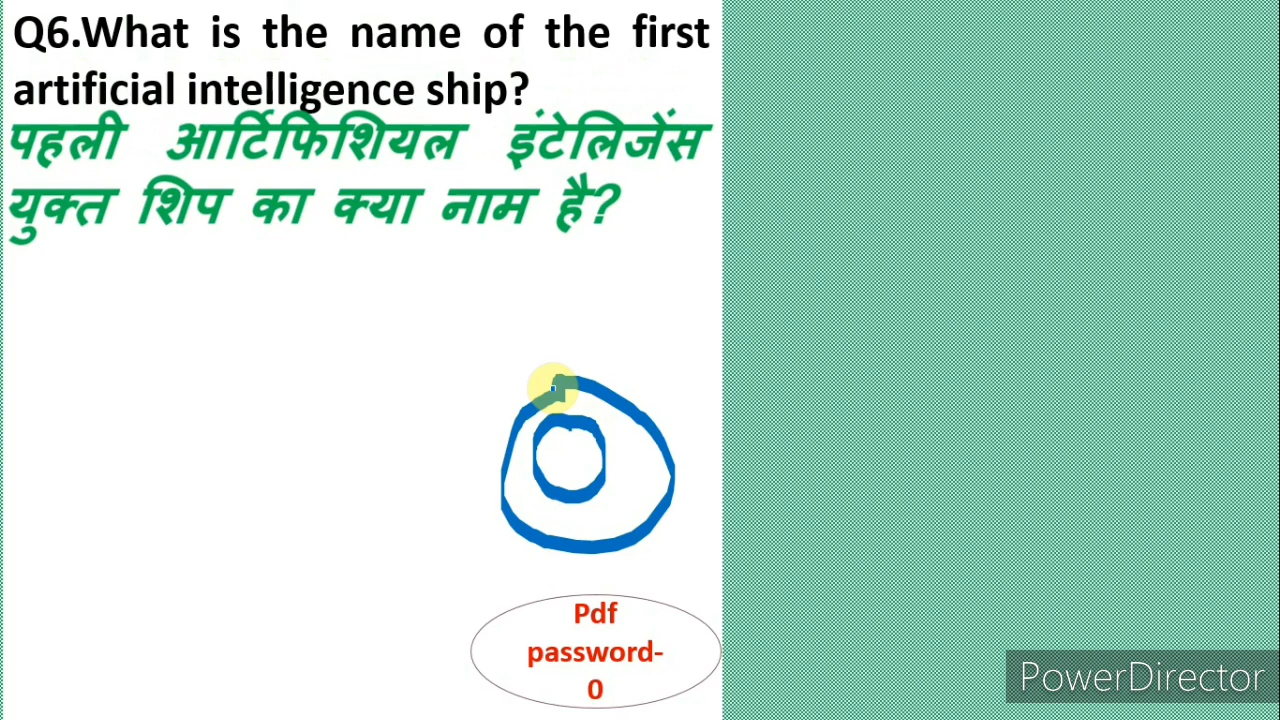 Q6.What is the name of the first
artificial intelligence ship?
पहली आर्टिफिशियल इंटेलिजेंस
युक्त शिप का क्या नाम है?
Pdf
password-
0
PowerDirector